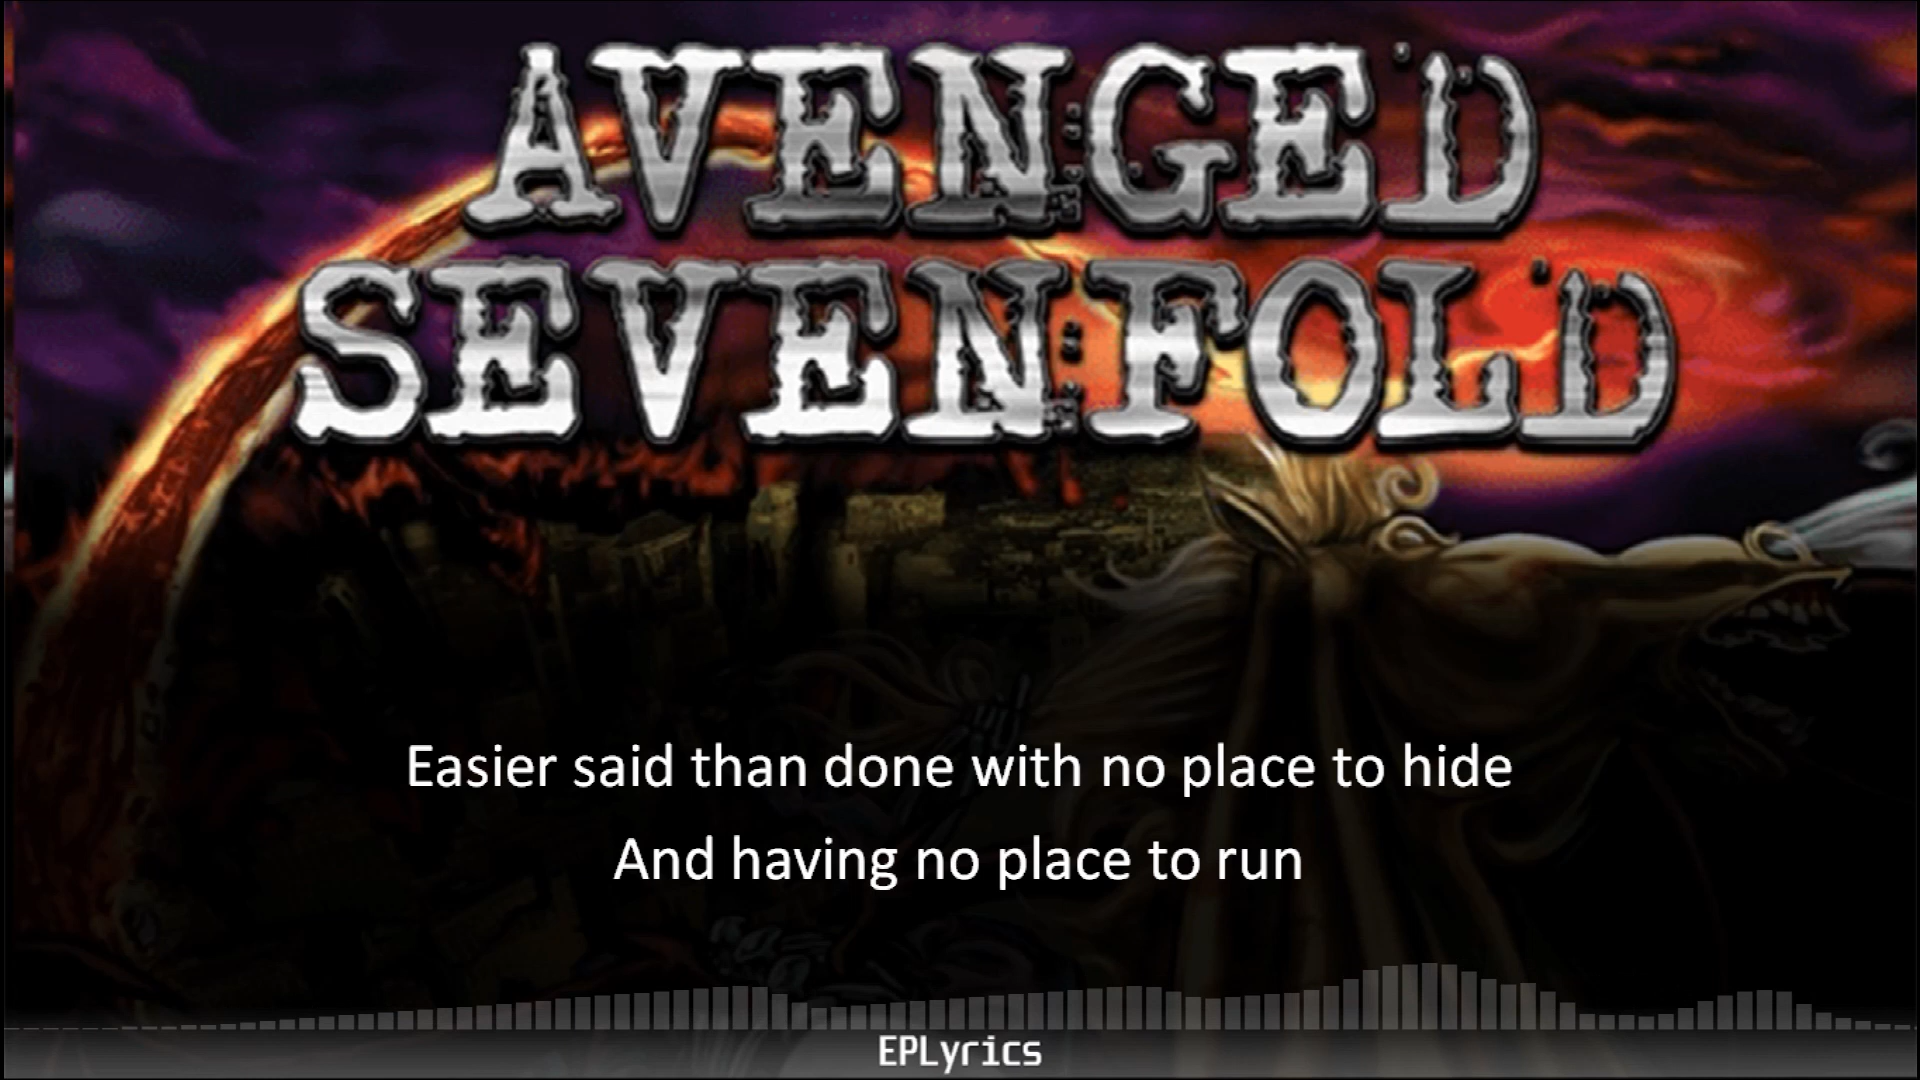 AVENGED
SEVENFOLD
Easier said than done with no place to hide
And having no place to run
EPLyrics